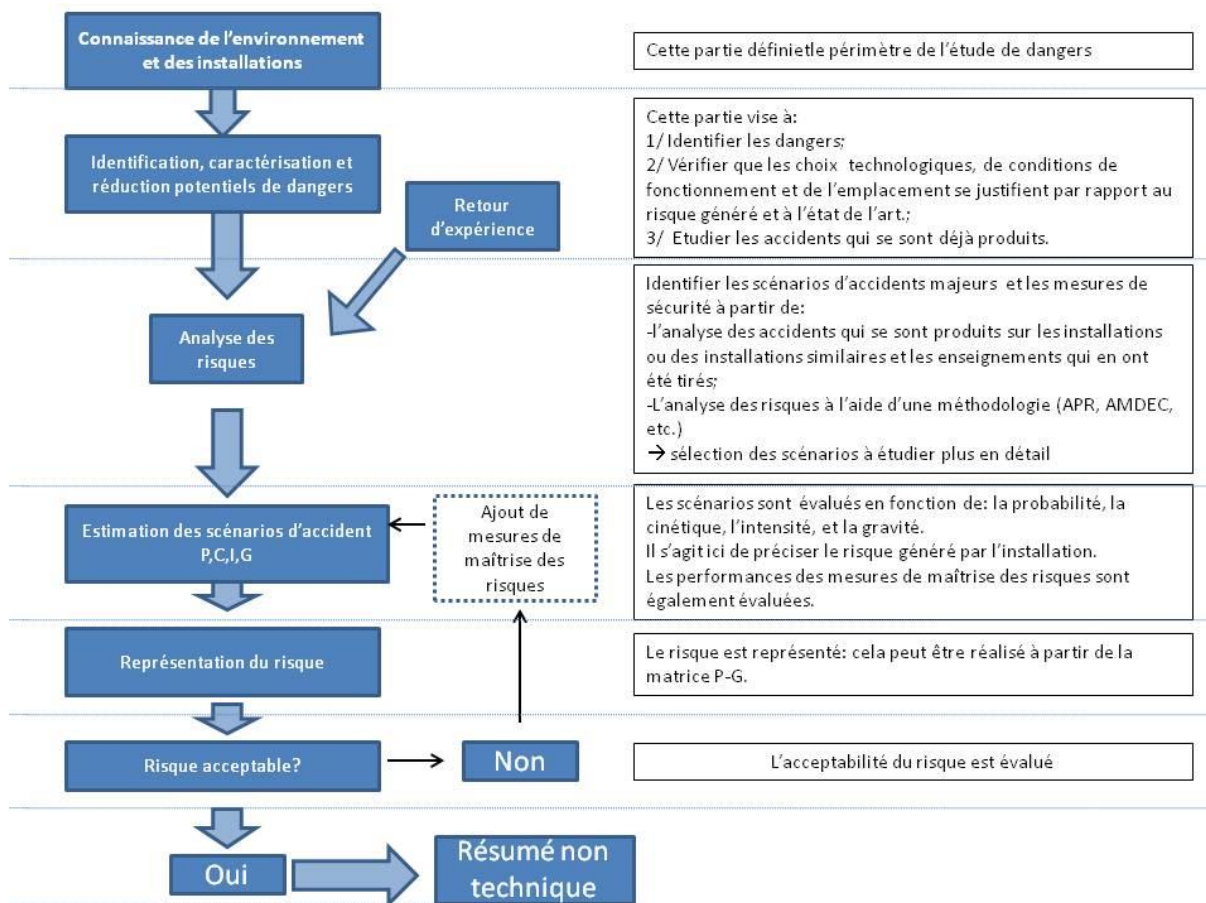 Connaissance de l'environnement
et des installations
Cette partie définietle périmètre de l'étude de dangers
Identification, caractérisation et
réduction potentiels de dangers
Cette partie vise à:
1/ Identifier les dangers;
2/ Vérifier que les choix technologiques, de conditions de
fonctionnement et de l'emplacement se justifient par rapport au
risque généré et à l'état de l'art.;
3/ Etudier les accidents qui se sont déjà produits.
Retour
d'expérience
Analyse des
risques
Identifier les scénarios d'accidents majeurs et les mesures de
sécurité à partir de:
-l'analyse des accidents qui se sont produits sur les installations
ou des installations similaires et les enseignements qui en ont
été tirés;
-L'analyse des risques à l'aide d'une méthodologie (APR, AMDEC,
etc.)
→ sélection des scénarios à étudier plus en détail
Estimation des scénarios d'accident
P,C,I,G
Ajout de
mesures de
maîtrise des
risques
Les scénarios sont évalués en fonction de: la probabilité, la
cinétique, l'intensité, et la gravité.
Il s'agit ici de préciser le risque généré par l'installation.
Les performances des mesures de maîtrise des risques sont
également évaluées.
Représentation du risque
Le risque est représenté: cela peut être réalisé à partir de la
matrice P-G.
Risque acceptable?
Non
L'acceptabilité du risque est évalué
Oui
Résumé non
technique